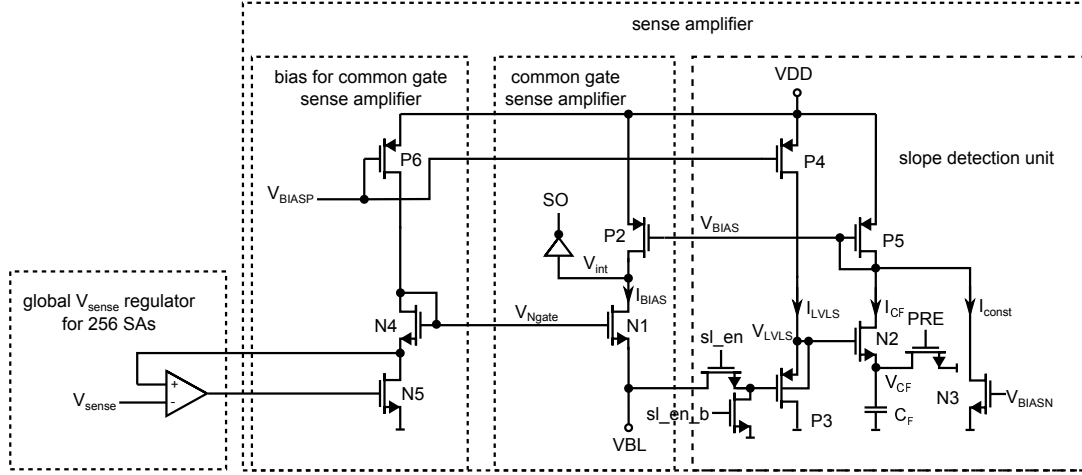 sense amplifier
bias for common gate
sense amplifier
common gate
sense amplifier
VDD
slope detection unit
P6
P4
V_BIASP
SO
P2
V_BIAS
P5
V_int
I_BIAS
global V_sense regulator
for 256 SAs
N4
V_Ngate
N1
I_LVLS
I_CF
PRE
I_const
sl_en
V_LVLS
N2
+
-
V_sense
N5
V_CF
N3
V_BIASN
sl_en_b
P3
C_F
VBL